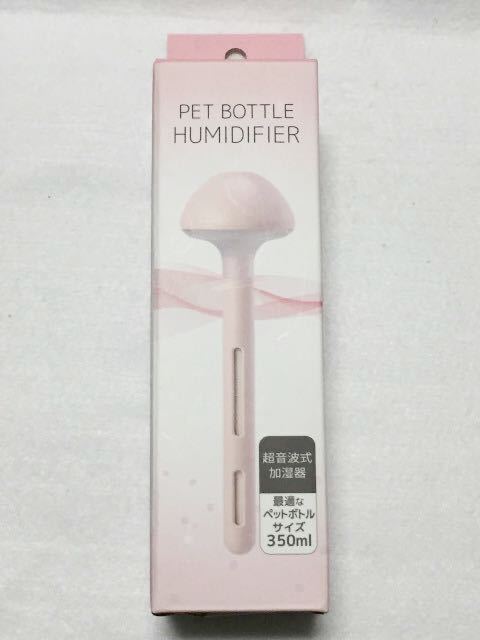 PET BOTTLE
HUMIDIFIER
超音波式
加湿器
最適な
ペットボトル
サイズ
350ml